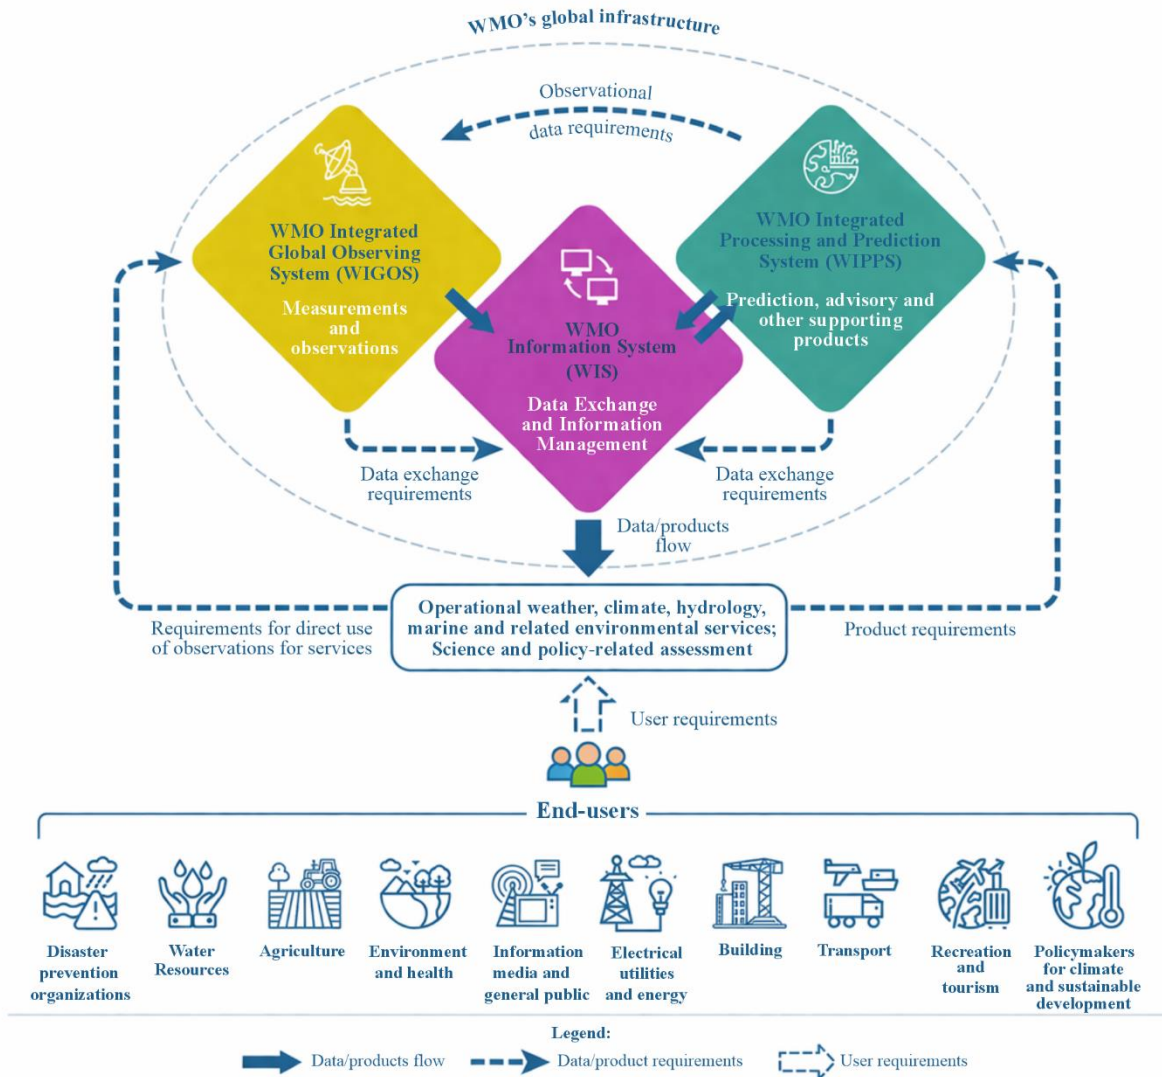 WMO's global infrastructure
Observational
data requirements
WMO Integrated
Global Observing
System (WIGOS)
Measurements
and
observations
WMO
Information System
(WIS)
Data Exchange
and Information
Management
WMO Integrated
Processing and Prediction
System (WIPPS)
Prediction, advisory and
other supporting
products
Data exchange
requirements
Data exchange
requirements
Data/products
flow
Operational weather, climate, hydrology,
marine and related environmental services;
Science and policy-related assessment
Requirements for direct use
of observations for services
Product requirements
User requirements
End-users
Disaster
prevention
organizations
Water
Resources
Agriculture
Environment
and health
Information
media and
general public
Electrical
utilities
and energy
Building
Transport
Recreation
and
tourism
Policymakers
for climate
and sustainable
development
Legend:
Data/products flow
Data/product requirements
User requirements